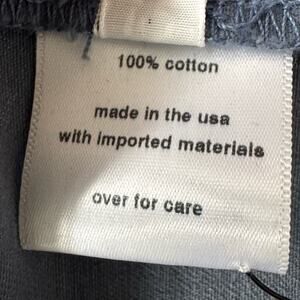 100% cotton
made in the usa
with imported materials
over for care